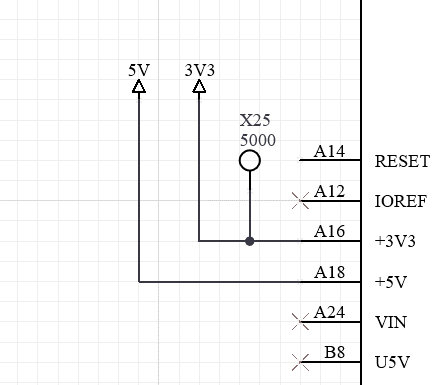 5V 3V3
X25
5000
A14 RESET
A12 IOREF
A16 +3V3
A18 +5V
A24 VIN
B8 U5V